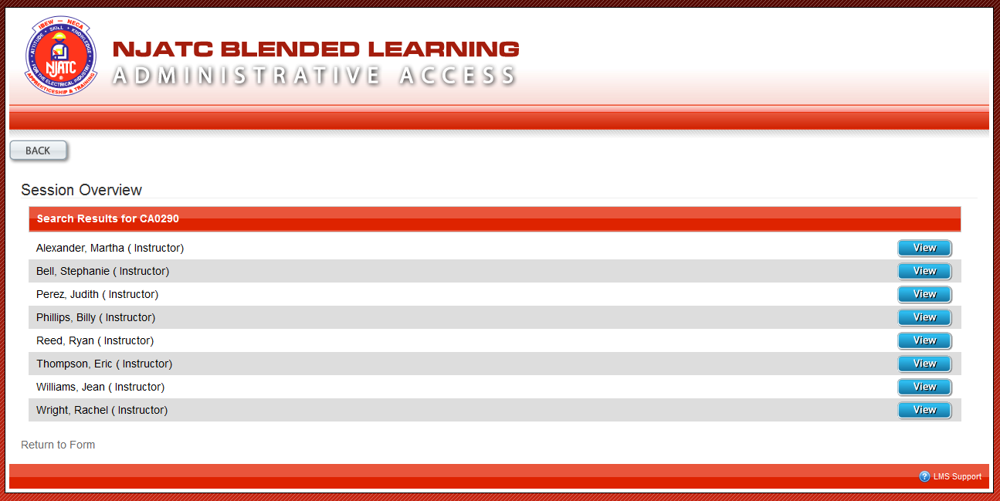 IBEW — NECA
ATTITUDE • SKILL • KNOWLEDGE
NJATC
FOR THE ELECTRICAL INDUSTRY
APPRENTICESHIP & TRAINING
NJATC BLENDED LEARNING
ADMINISTRATIVE ACCESS
BACK
Session Overview
Search Results for CA0290
Alexander, Martha ( Instructor) View
Bell, Stephanie ( Instructor) View
Perez, Judith ( Instructor) View
Phillips, Billy ( Instructor) View
Reed, Ryan ( Instructor) View
Thompson, Eric ( Instructor) View
Williams, Jean ( Instructor) View
Wright, Rachel ( Instructor) View
Return to Form
? LMS Support